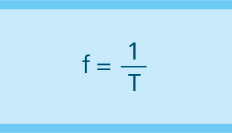 f = 1/T